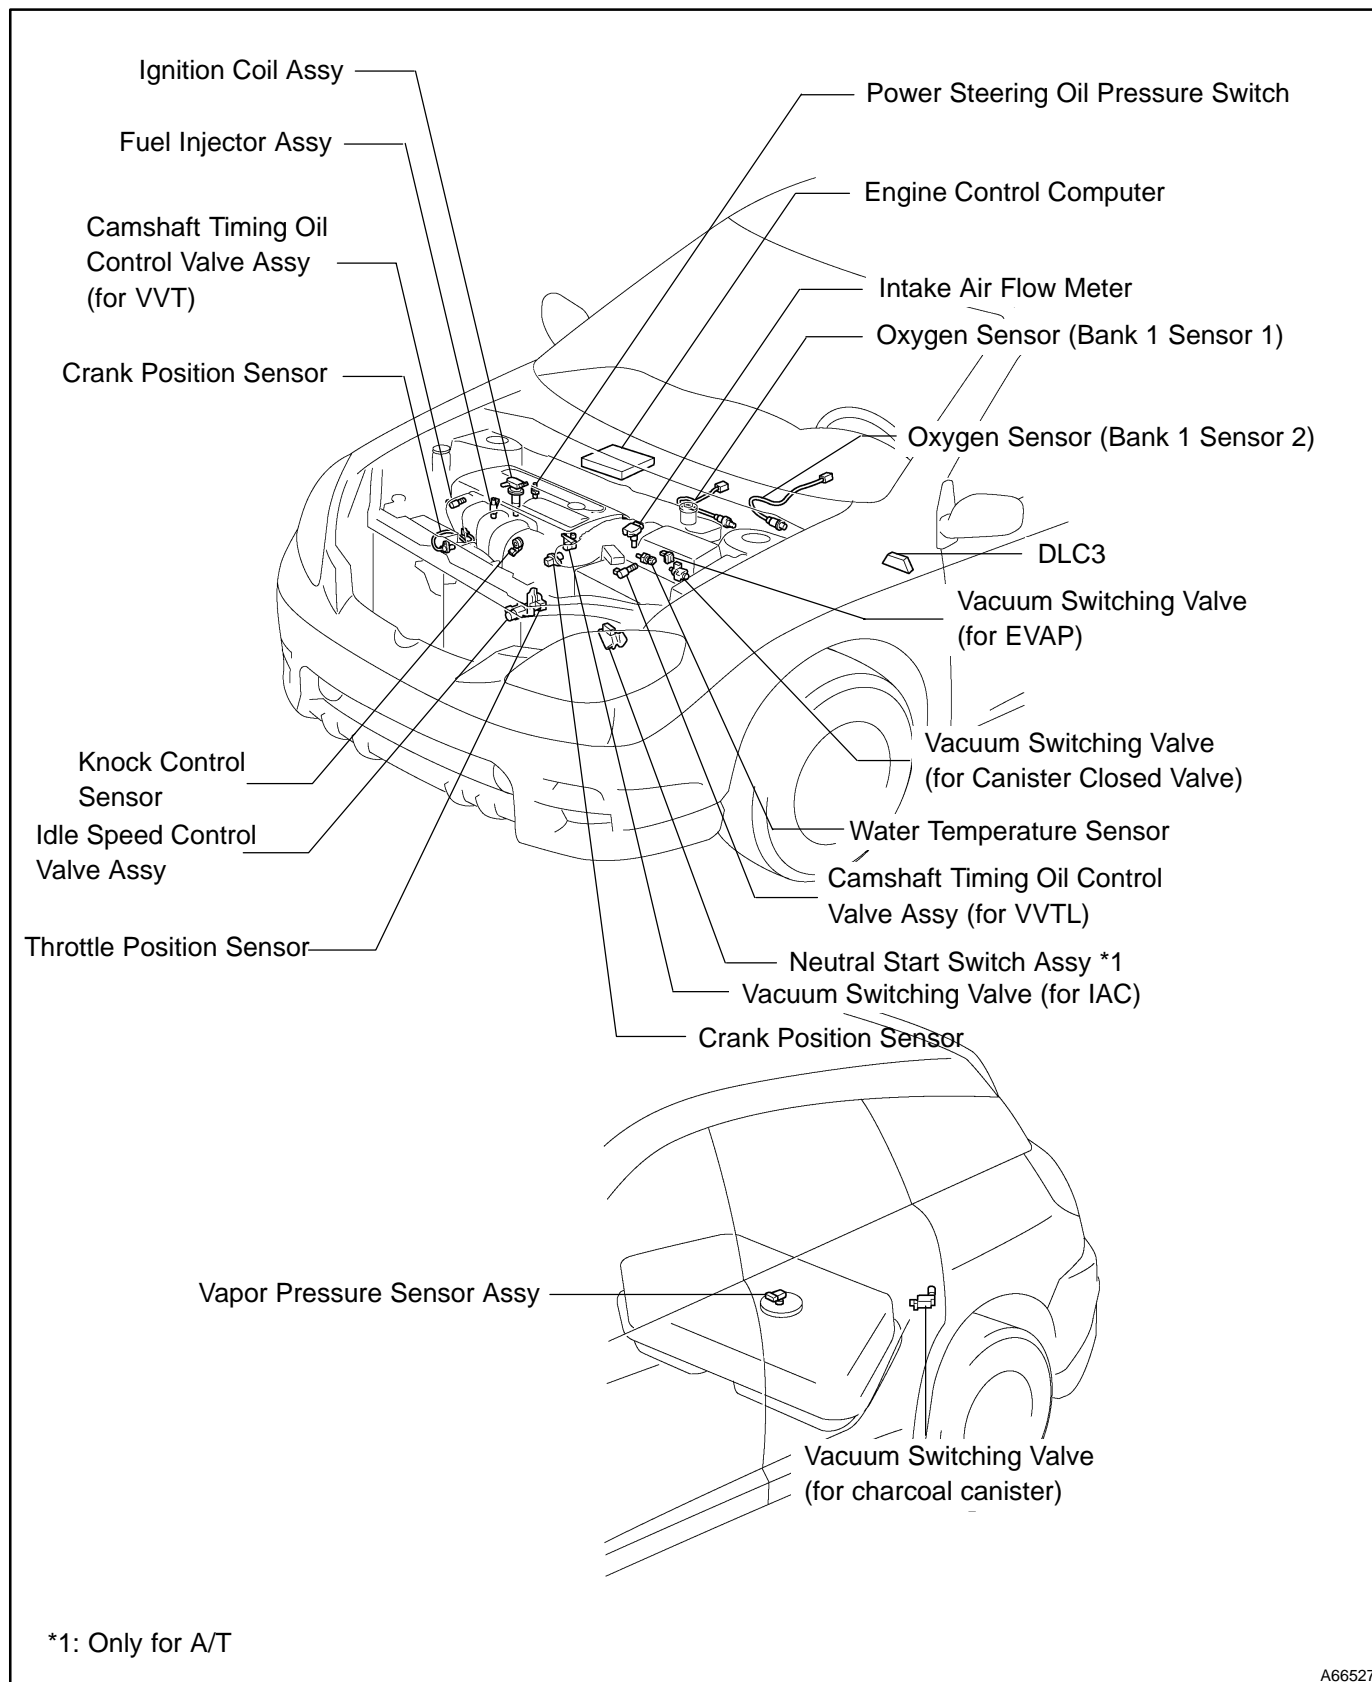 Ignition Coil Assy
Fuel Injector Assy
Camshaft Timing Oil
Control Valve Assy
(for VVT)
Crank Position Sensor
Power Steering Oil Pressure Switch
Engine Control Computer
Intake Air Flow Meter
Oxygen Sensor (Bank 1 Sensor 1)
Oxygen Sensor (Bank 1 Sensor 2)
DLC3
Vacuum Switching Valve
(for EVAP)
Vacuum Switching Valve
(for Canister Closed Valve)
Water Temperature Sensor
Camshaft Timing Oil Control
Valve Assy (for VVTL)
Neutral Start Switch Assy *1
Vacuum Switching Valve (for IAC)
Crank Position Sensor
Knock Control
Sensor
Idle Speed Control
Valve Assy
Throttle Position Sensor
Vapor Pressure Sensor Assy
Vacuum Switching Valve
(for charcoal canister)
*1: Only for A/T
A66527